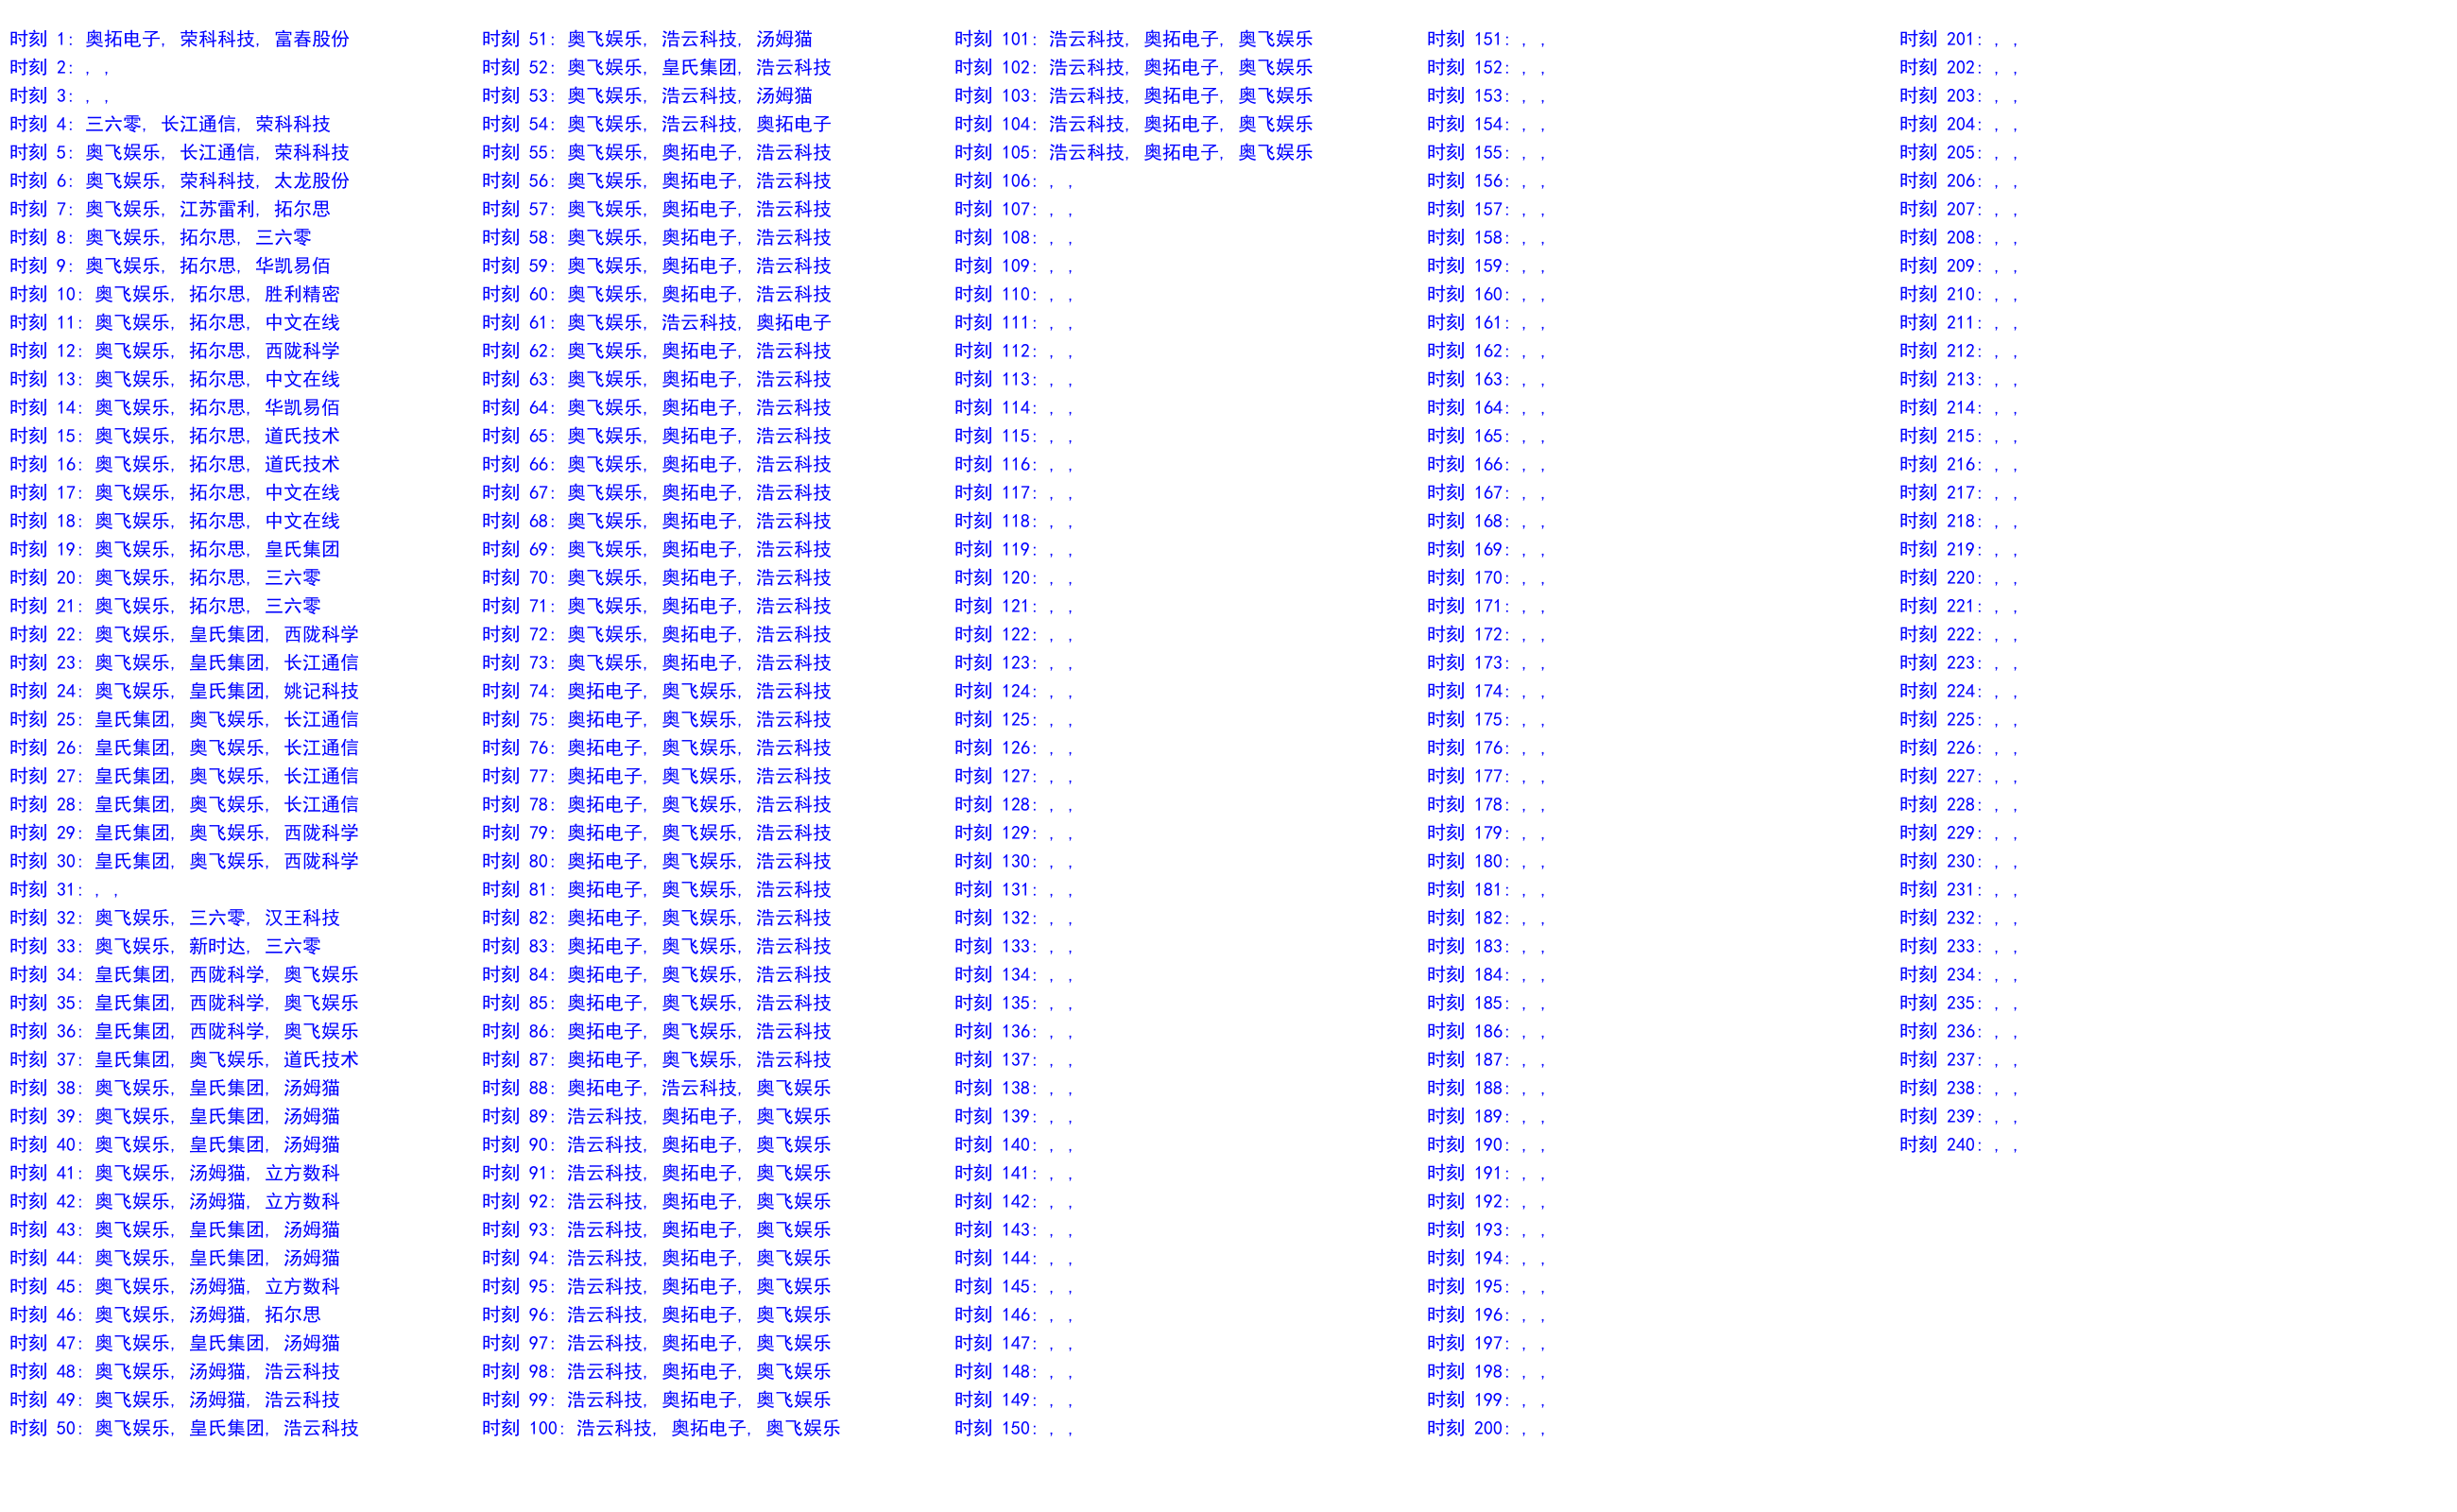 时刻 1: 奥拓电子, 荣科科技, 富春股份
时刻 2: , ,
时刻 3: , ,
时刻 4: 三六零, 长江通信, 荣科科技
时刻 5: 奥飞娱乐, 长江通信, 荣科科技
时刻 6: 奥飞娱乐, 荣科科技, 太龙股份
时刻 7: 奥飞娱乐, 江苏雷利, 拓尔思
时刻 8: 奥飞娱乐, 拓尔思, 三六零
时刻 9: 奥飞娱乐, 拓尔思, 华凯易佰
时刻 10: 奥飞娱乐, 拓尔思, 胜利精密
时刻 11: 奥飞娱乐, 拓尔思, 中文在线
时刻 12: 奥飞娱乐, 拓尔思, 西陇科学
时刻 13: 奥飞娱乐, 拓尔思, 中文在线
时刻 14: 奥飞娱乐, 拓尔思, 华凯易佰
时刻 15: 奥飞娱乐, 拓尔思, 道氏技术
时刻 16: 奥飞娱乐, 拓尔思, 道氏技术
时刻 17: 奥飞娱乐, 拓尔思, 中文在线
时刻 18: 奥飞娱乐, 拓尔思, 中文在线
时刻 19: 奥飞娱乐, 拓尔思, 皇氏集团
时刻 20: 奥飞娱乐, 拓尔思, 三六零
时刻 21: 奥飞娱乐, 拓尔思, 三六零
时刻 22: 奥飞娱乐, 皇氏集团, 西陇科学
时刻 23: 奥飞娱乐, 皇氏集团, 长江通信
时刻 24: 奥飞娱乐, 皇氏集团, 姚记科技
时刻 25: 皇氏集团, 奥飞娱乐, 长江通信
时刻 26: 皇氏集团, 奥飞娱乐, 长江通信
时刻 27: 皇氏集团, 奥飞娱乐, 长江通信
时刻 28: 皇氏集团, 奥飞娱乐, 长江通信
时刻 29: 皇氏集团, 奥飞娱乐, 西陇科学
时刻 30: 皇氏集团, 奥飞娱乐, 西陇科学
时刻 31: , ,
时刻 32: 奥飞娱乐, 三六零, 汉王科技
时刻 33: 奥飞娱乐, 新时达, 三六零
时刻 34: 皇氏集团, 西陇科学, 奥飞娱乐
时刻 35: 皇氏集团, 西陇科学, 奥飞娱乐
时刻 36: 皇氏集团, 西陇科学, 奥飞娱乐
时刻 37: 皇氏集团, 奥飞娱乐, 道氏技术
时刻 38: 奥飞娱乐, 皇氏集团, 汤姆猫
时刻 39: 奥飞娱乐, 皇氏集团, 汤姆猫
时刻 40: 奥飞娱乐, 皇氏集团, 汤姆猫
时刻 41: 奥飞娱乐, 汤姆猫, 立方数科
时刻 42: 奥飞娱乐, 汤姆猫, 立方数科
时刻 43: 奥飞娱乐, 皇氏集团, 汤姆猫
时刻 44: 奥飞娱乐, 皇氏集团, 汤姆猫
时刻 45: 奥飞娱乐, 汤姆猫, 立方数科
时刻 46: 奥飞娱乐, 汤姆猫, 拓尔思
时刻 47: 奥飞娱乐, 皇氏集团, 汤姆猫
时刻 48: 奥飞娱乐, 汤姆猫, 浩云科技
时刻 49: 奥飞娱乐, 汤姆猫, 浩云科技
时刻 50: 奥飞娱乐, 皇氏集团, 浩云科技
时刻 51: 奥飞娱乐, 浩云科技, 汤姆猫
时刻 52: 奥飞娱乐, 皇氏集团, 浩云科技
时刻 53: 奥飞娱乐, 浩云科技, 汤姆猫
时刻 54: 奥飞娱乐, 浩云科技, 奥拓电子
时刻 55: 奥飞娱乐, 奥拓电子, 浩云科技
时刻 56: 奥飞娱乐, 奥拓电子, 浩云科技
时刻 57: 奥飞娱乐, 奥拓电子, 浩云科技
时刻 58: 奥飞娱乐, 奥拓电子, 浩云科技
时刻 59: 奥飞娱乐, 奥拓电子, 浩云科技
时刻 60: 奥飞娱乐, 奥拓电子, 浩云科技
时刻 61: 奥飞娱乐, 浩云科技, 奥拓电子
时刻 62: 奥飞娱乐, 奥拓电子, 浩云科技
时刻 63: 奥飞娱乐, 奥拓电子, 浩云科技
时刻 64: 奥飞娱乐, 奥拓电子, 浩云科技
时刻 65: 奥飞娱乐, 奥拓电子, 浩云科技
时刻 66: 奥飞娱乐, 奥拓电子, 浩云科技
时刻 67: 奥飞娱乐, 奥拓电子, 浩云科技
时刻 68: 奥飞娱乐, 奥拓电子, 浩云科技
时刻 69: 奥飞娱乐, 奥拓电子, 浩云科技
时刻 70: 奥飞娱乐, 奥拓电子, 浩云科技
时刻 71: 奥飞娱乐, 奥拓电子, 浩云科技
时刻 72: 奥飞娱乐, 奥拓电子, 浩云科技
时刻 73: 奥飞娱乐, 奥拓电子, 浩云科技
时刻 74: 奥拓电子, 奥飞娱乐, 浩云科技
时刻 75: 奥拓电子, 奥飞娱乐, 浩云科技
时刻 76: 奥拓电子, 奥飞娱乐, 浩云科技
时刻 77: 奥拓电子, 奥飞娱乐, 浩云科技
时刻 78: 奥拓电子, 奥飞娱乐, 浩云科技
时刻 79: 奥拓电子, 奥飞娱乐, 浩云科技
时刻 80: 奥拓电子, 奥飞娱乐, 浩云科技
时刻 81: 奥拓电子, 奥飞娱乐, 浩云科技
时刻 82: 奥拓电子, 奥飞娱乐, 浩云科技
时刻 83: 奥拓电子, 奥飞娱乐, 浩云科技
时刻 84: 奥拓电子, 奥飞娱乐, 浩云科技
时刻 85: 奥拓电子, 奥飞娱乐, 浩云科技
时刻 86: 奥拓电子, 奥飞娱乐, 浩云科技
时刻 87: 奥拓电子, 奥飞娱乐, 浩云科技
时刻 88: 奥拓电子, 浩云科技, 奥飞娱乐
时刻 89: 浩云科技, 奥拓电子, 奥飞娱乐
时刻 90: 浩云科技, 奥拓电子, 奥飞娱乐
时刻 91: 浩云科技, 奥拓电子, 奥飞娱乐
时刻 92: 浩云科技, 奥拓电子, 奥飞娱乐
时刻 93: 浩云科技, 奥拓电子, 奥飞娱乐
时刻 94: 浩云科技, 奥拓电子, 奥飞娱乐
时刻 95: 浩云科技, 奥拓电子, 奥飞娱乐
时刻 96: 浩云科技, 奥拓电子, 奥飞娱乐
时刻 97: 浩云科技, 奥拓电子, 奥飞娱乐
时刻 98: 浩云科技, 奥拓电子, 奥飞娱乐
时刻 99: 浩云科技, 奥拓电子, 奥飞娱乐
时刻 100: 浩云科技, 奥拓电子, 奥飞娱乐
时刻 101: 浩云科技, 奥拓电子, 奥飞娱乐
时刻 102: 浩云科技, 奥拓电子, 奥飞娱乐
时刻 103: 浩云科技, 奥拓电子, 奥飞娱乐
时刻 104: 浩云科技, 奥拓电子, 奥飞娱乐
时刻 105: 浩云科技, 奥拓电子, 奥飞娱乐
时刻 106: , ,
时刻 107: , ,
时刻 108: , ,
时刻 109: , ,
时刻 110: , ,
时刻 111: , ,
时刻 112: , ,
时刻 113: , ,
时刻 114: , ,
时刻 115: , ,
时刻 116: , ,
时刻 117: , ,
时刻 118: , ,
时刻 119: , ,
时刻 120: , ,
时刻 121: , ,
时刻 122: , ,
时刻 123: , ,
时刻 124: , ,
时刻 125: , ,
时刻 126: , ,
时刻 127: , ,
时刻 128: , ,
时刻 129: , ,
时刻 130: , ,
时刻 131: , ,
时刻 132: , ,
时刻 133: , ,
时刻 134: , ,
时刻 135: , ,
时刻 136: , ,
时刻 137: , ,
时刻 138: , ,
时刻 139: , ,
时刻 140: , ,
时刻 141: , ,
时刻 142: , ,
时刻 143: , ,
时刻 144: , ,
时刻 145: , ,
时刻 146: , ,
时刻 147: , ,
时刻 148: , ,
时刻 149: , ,
时刻 150: , ,
时刻 151: , ,
时刻 152: , ,
时刻 153: , ,
时刻 154: , ,
时刻 155: , ,
时刻 156: , ,
时刻 157: , ,
时刻 158: , ,
时刻 159: , ,
时刻 160: , ,
时刻 161: , ,
时刻 162: , ,
时刻 163: , ,
时刻 164: , ,
时刻 165: , ,
时刻 166: , ,
时刻 167: , ,
时刻 168: , ,
时刻 169: , ,
时刻 170: , ,
时刻 171: , ,
时刻 172: , ,
时刻 173: , ,
时刻 174: , ,
时刻 175: , ,
时刻 176: , ,
时刻 177: , ,
时刻 178: , ,
时刻 179: , ,
时刻 180: , ,
时刻 181: , ,
时刻 182: , ,
时刻 183: , ,
时刻 184: , ,
时刻 185: , ,
时刻 186: , ,
时刻 187: , ,
时刻 188: , ,
时刻 189: , ,
时刻 190: , ,
时刻 191: , ,
时刻 192: , ,
时刻 193: , ,
时刻 194: , ,
时刻 195: , ,
时刻 196: , ,
时刻 197: , ,
时刻 198: , ,
时刻 199: , ,
时刻 200: , ,
时刻 201: , ,
时刻 202: , ,
时刻 203: , ,
时刻 204: , ,
时刻 205: , ,
时刻 206: , ,
时刻 207: , ,
时刻 208: , ,
时刻 209: , ,
时刻 210: , ,
时刻 211: , ,
时刻 212: , ,
时刻 213: , ,
时刻 214: , ,
时刻 215: , ,
时刻 216: , ,
时刻 217: , ,
时刻 218: , ,
时刻 219: , ,
时刻 220: , ,
时刻 221: , ,
时刻 222: , ,
时刻 223: , ,
时刻 224: , ,
时刻 225: , ,
时刻 226: , ,
时刻 227: , ,
时刻 228: , ,
时刻 229: , ,
时刻 230: , ,
时刻 231: , ,
时刻 232: , ,
时刻 233: , ,
时刻 234: , ,
时刻 235: , ,
时刻 236: , ,
时刻 237: , ,
时刻 238: , ,
时刻 239: , ,
时刻 240: , ,